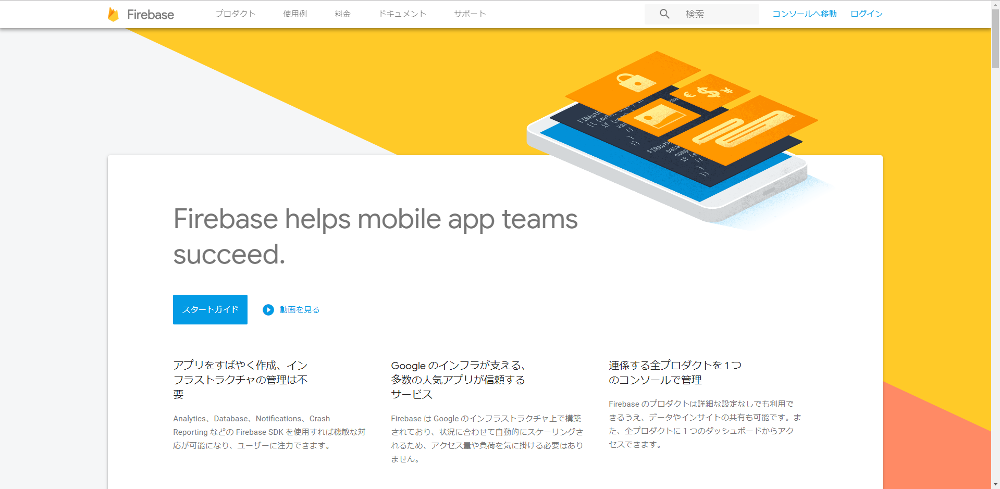 Firebase
プロダクト 使用例 料金 ドキュメント サポート
検索
コンソールへ移動 ログイン
Firebase helps mobile app teams
succeed.
スタートガイド
動画を見る
アプリをすばやく作成、イン
フラストラクチャの管理は不
要
Analytics、Database、Notifications、Crash
Reporting などの Firebase SDK を使用すれば機敏な対
応が可能になり、ユーザーに注力できます。
Google のインフラが支える、
多数の人気アプリが信頼する
サービス
Firebase は Google のインフラストラクチャ上で構築
されており、状況に合わせて自動的にスケーリングさ
れるため、アクセス量や負荷を気に掛ける必要はあり
ません。
連係する全プロダクトを 1 つ
のコンソールで管理
Firebase のプロダクトは詳細な設定なしでも利用で
きるうえ、データやインサイトの共有も可能です。ま
た、全プロダクトに 1 つのダッシュボードからアク
セスできます。